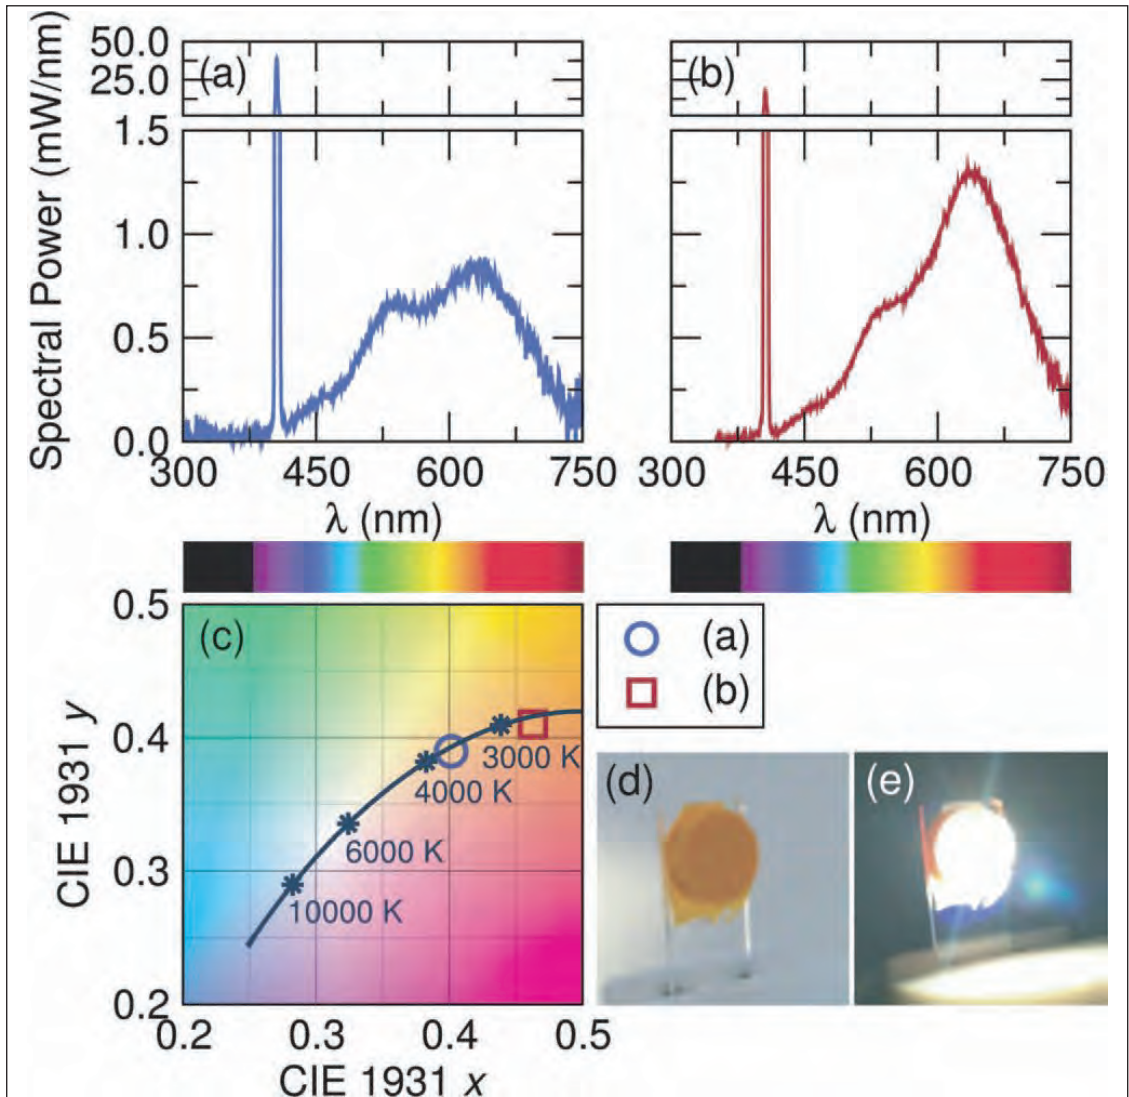 50.0
25.0
(a)
1.5
1.0
0.5
0.0
300
450
600
750
λ (nm)
Spectral Power (mW/nm)
(b)
300
450
600
750
λ (nm)
0.5
(c)
0.4
0.3
0.2
3000 K
4000 K
6000 K
10000 K
0.2
0.3
0.4
0.5
CIE 1931 x
CIE 1931 y
(a)
(b)
(d)
(e)